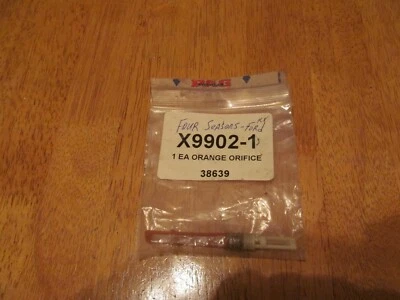 FOUR SEASONS-FORD
X9902-1
1 EA ORANGE ORIFICE
38639